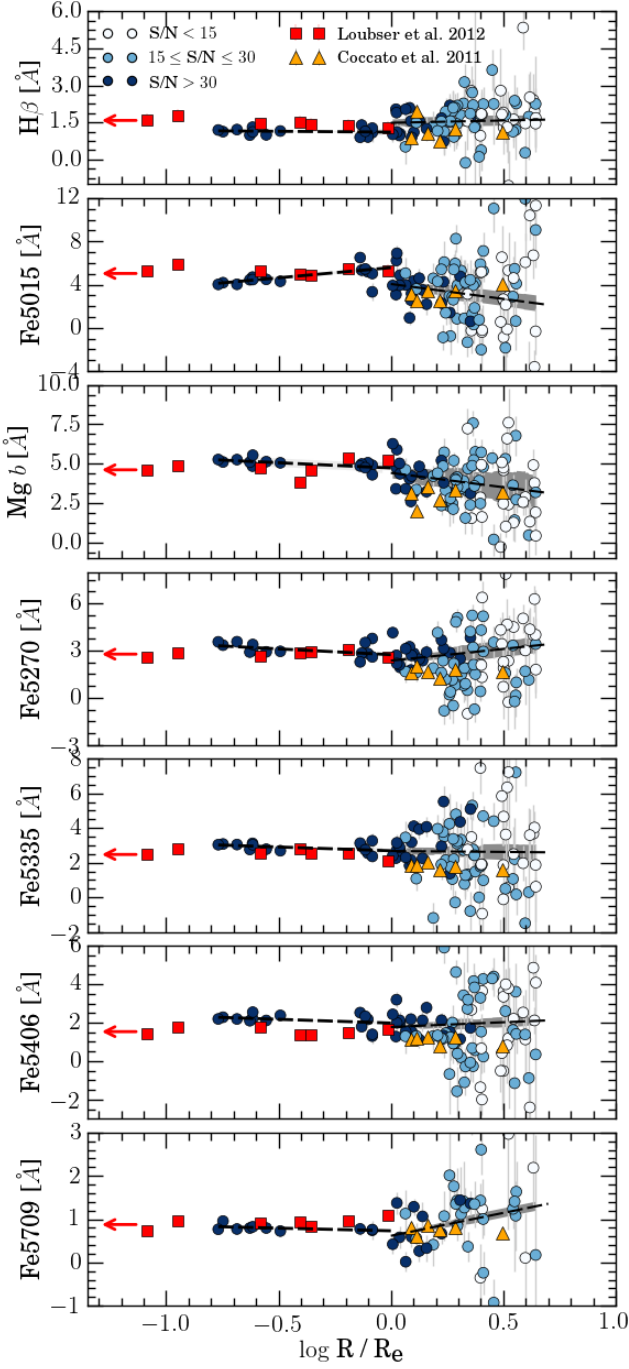 6.0 S/N < 15 Loubser et al. 2012
4.5 15 ≤ S/N ≤ 30 Coccato et al. 2011
3.0 S/N > 30
1.5
0.0
Hβ [Å]
12
8
4
0
−4
Fe5015 [Å]
10.0
7.5
5.0
2.5
0.0
Mg b [Å]
6
3
0
−3
Fe5270 [Å]
8
6
4
2
0
−2
Fe5335 [Å]
6
4
2
0
−2
Fe5406 [Å]
3
2
1
0
−1
Fe5709 [Å]
−1.0 −0.5 0.0 0.5 1.0
log R / Re